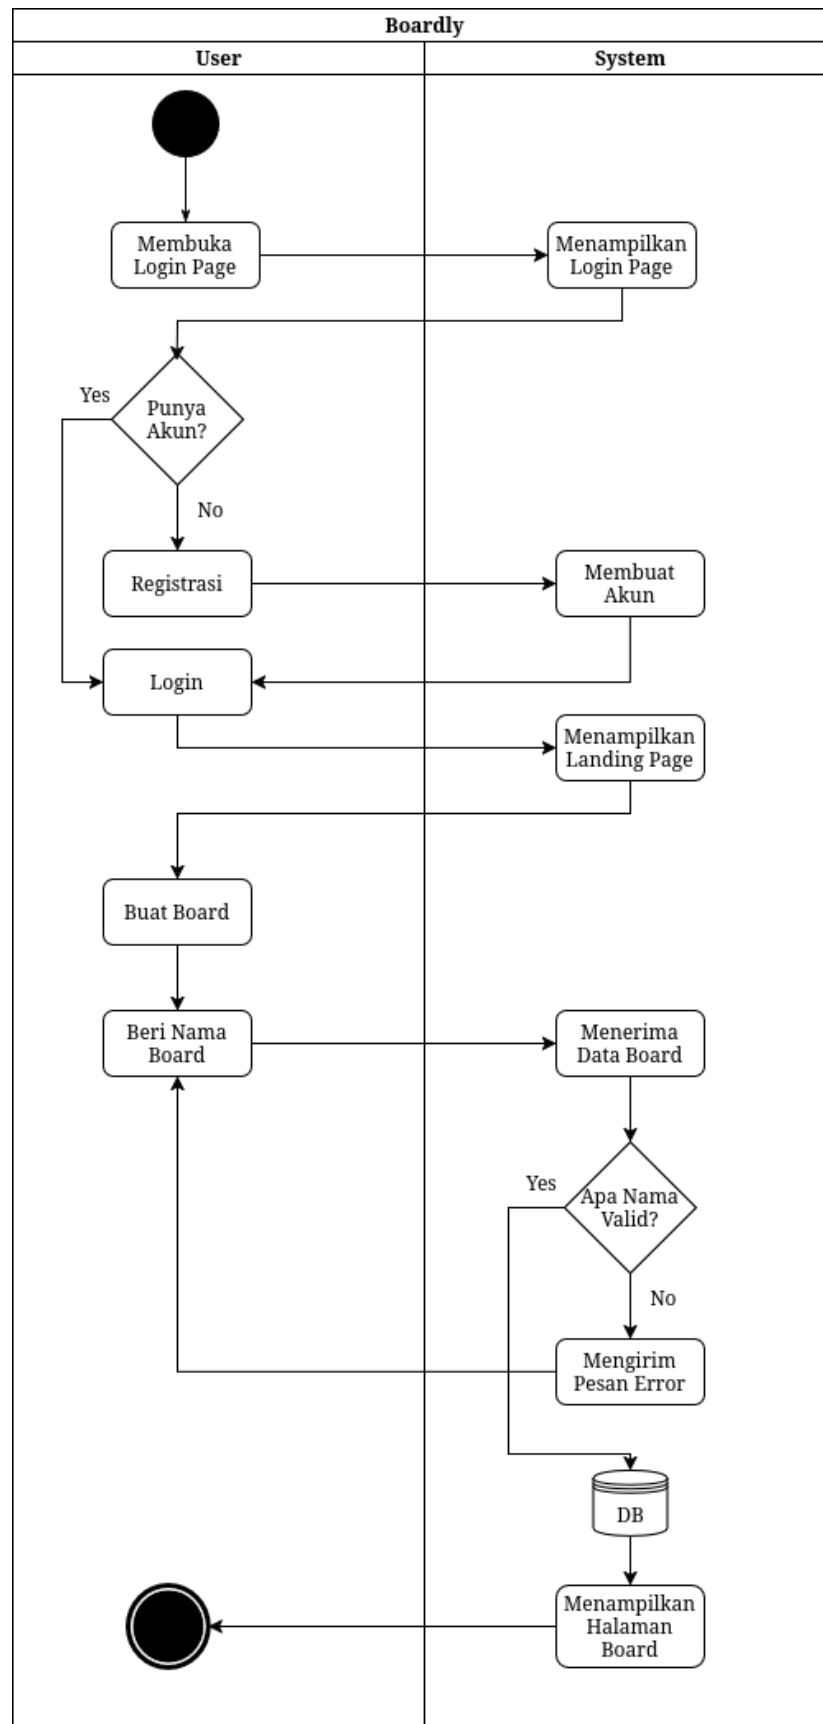 Boardly
User
System
Membuka
Login Page
Menampilkan
Login Page
Yes
Punya
Akun?
No
Registrasi
Membuat
Akun
Login
Menampilkan
Landing Page
Buat Board
Beri Nama
Board
Menerima
Data Board
Yes
Apa Nama
Valid?
No
Mengirim
Pesan Error
DB
Menampilkan
Halaman
Board